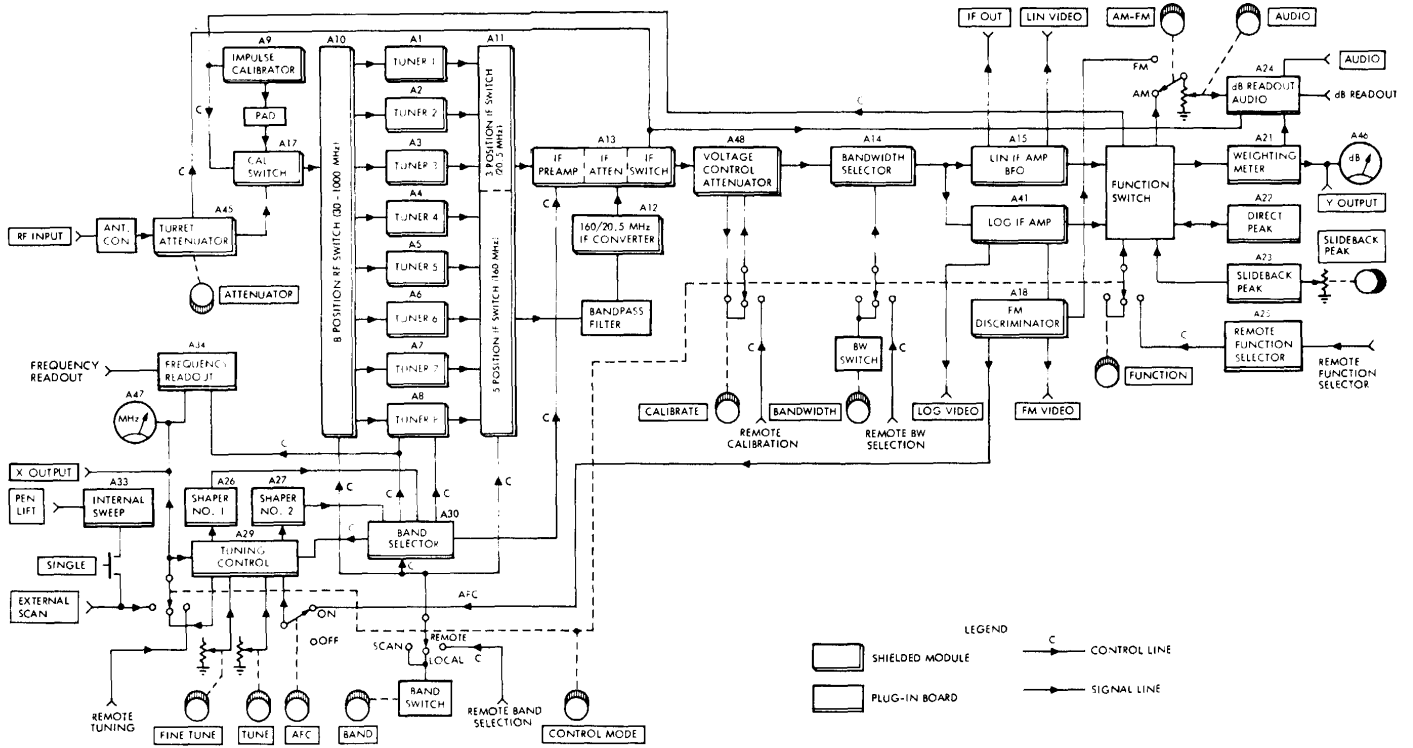 IF OUT
LIN VIDEO
AM-FM
AUDIO
A9
IMPULSE
CALIBRATOR
PAD
A17
CAL
SWITCH
C
C
A45
RF INPUT
ANT.
CON
TURRET
ATTENUATOR
ATTENUATOR
A10
8 POSITION RF SWITCH (30 - 1000 MHz)
A1
TUNER 1
A2
TUNER 2
A3
TUNER 3
A4
TUNER 4
A5
TUNER 5
A6
TUNER 6
A7
TUNER 7
A8
TUNER 8
A11
3 POSITION IF SWITCH
(20.5 MHz)
5 POSITION IF SWITCH (160 MHz)
A13
IF
PREAMP
IF
ATTEN
IF
SWITCH
C
A12
160/20.5 MHz
IF CONVERTER
BANDPASS
FILTER
A48
VOLTAGE
CONTROL
ATTENUATOR
C
CALIBRATE
REMOTE
CALIBRATION
A14
BANDWIDTH
SELECTOR
BW
SWITCH
C
BANDWIDTH
REMOTE BW
SELECTION
C
A15
LIN IF AMP
BFO
A41
LOG IF AMP
A18
FM
DISCRIMINATOR
LOG VIDEO
FM VIDEO
FM
AM
FUNCTION
SWITCH
FUNCTION
A24
dB READOUT
AUDIO
AUDIO
dB READOUT
A21
WEIGHTING
METER
A46
dB
Y OUTPUT
A22
DIRECT
PEAK
A23
SLIDEBACK
PEAK
SLIDEBACK
PEAK
A25
REMOTE
FUNCTION
SELECTOR
C
REMOTE
FUNCTION
SELECTOR
FREQUENCY
READOUT
A34
FREQUENCY
READOUT
A47
MHz
C
X OUTPUT
PEN
LIFT
A33
INTERNAL
SWEEP
A26
SHAPER
NO. 1
A27
SHAPER
NO. 2
A29
TUNING
CONTROL
C
A30
BAND
SELECTOR
C
C
C
C
C
C
SINGLE
EXTERNAL
SCAN
REMOTE
TUNING
ON
OFF
AFC
FINE TUNE
TUNE
AFC
BAND
SCAN
REMOTE
LOCAL
C
BAND
SWITCH
REMOTE BAND
SELECTION
CONTROL MODE
LEGEND
SHIELDED MODULE
PLUG-IN BOARD
C
CONTROL LINE
SIGNAL LINE